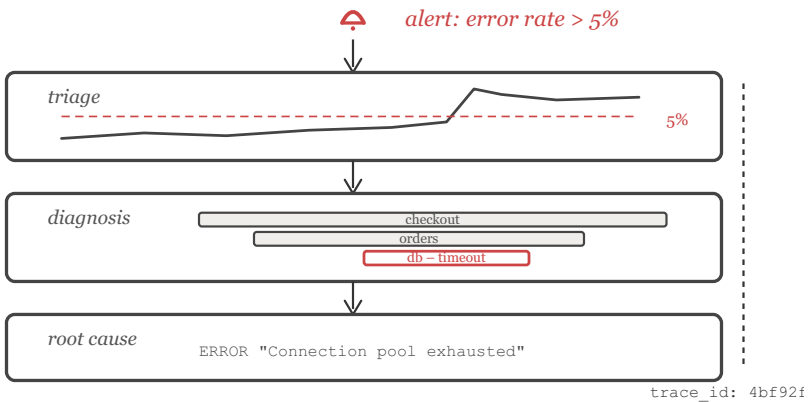 alert: error rate > 5%
triage
5%
diagnosis
checkout
orders
db – timeout
root cause
ERROR "Connection pool exhausted"
trace_id: 4bf92f